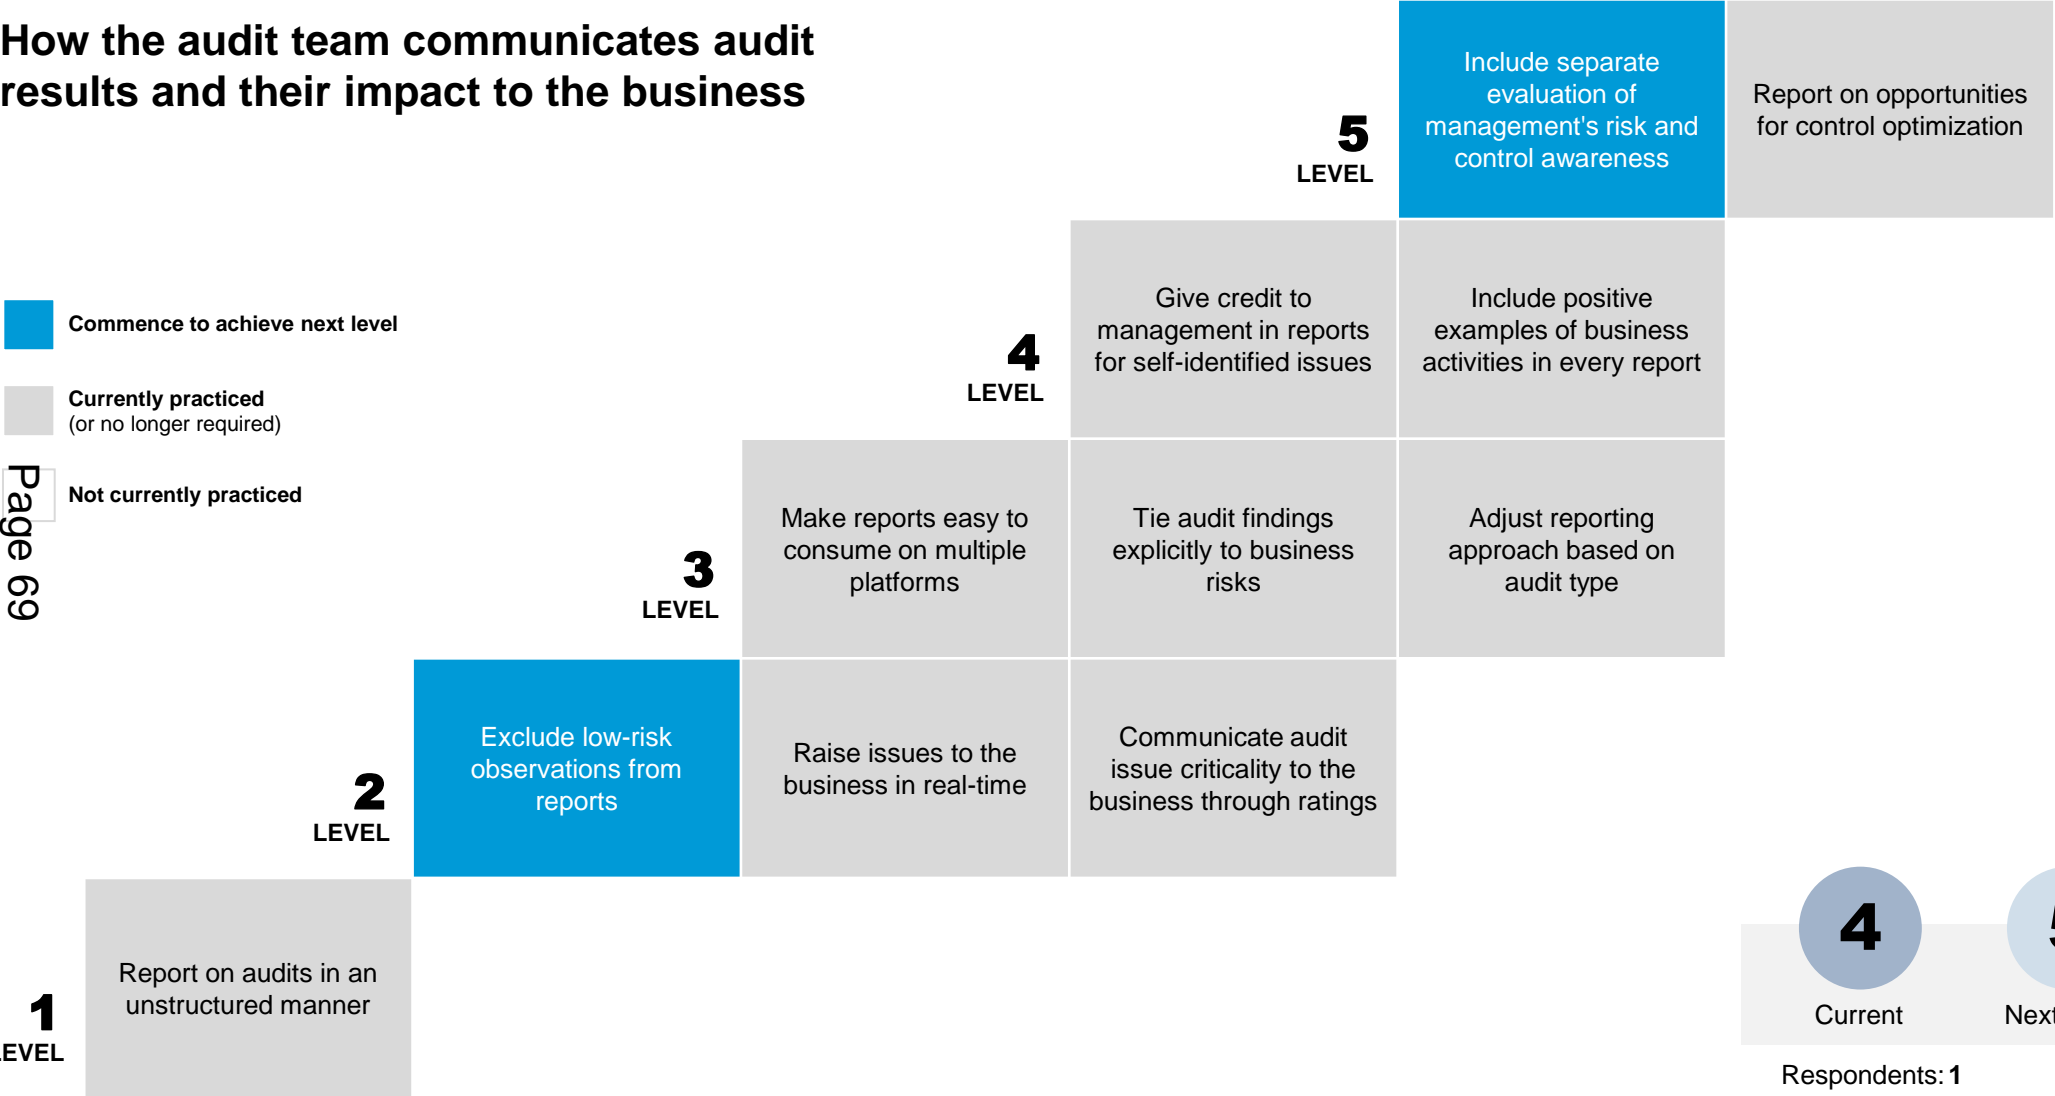 How the audit team communicates audit
results and their impact to the business
5
LEVEL
Include separate
evaluation of
management's risk and
control awareness
Report on opportunities
for control optimization
Commence to achieve next level
Currently practiced
(or no longer required)
Not currently practiced
Page 69
4
LEVEL
Give credit to
management in reports
for self-identified issues
Include positive
examples of business
activities in every report
3
LEVEL
Make reports easy to
consume on multiple
platforms
Tie audit findings
explicitly to business
risks
Adjust reporting
approach based on
audit type
2
LEVEL
Exclude low-risk
observations from
reports
Raise issues to the
business in real-time
Communicate audit
issue criticality to the
business through ratings
1
EVEL
Report on audits in an
unstructured manner
4
Current
5
Next
Respondents: 1